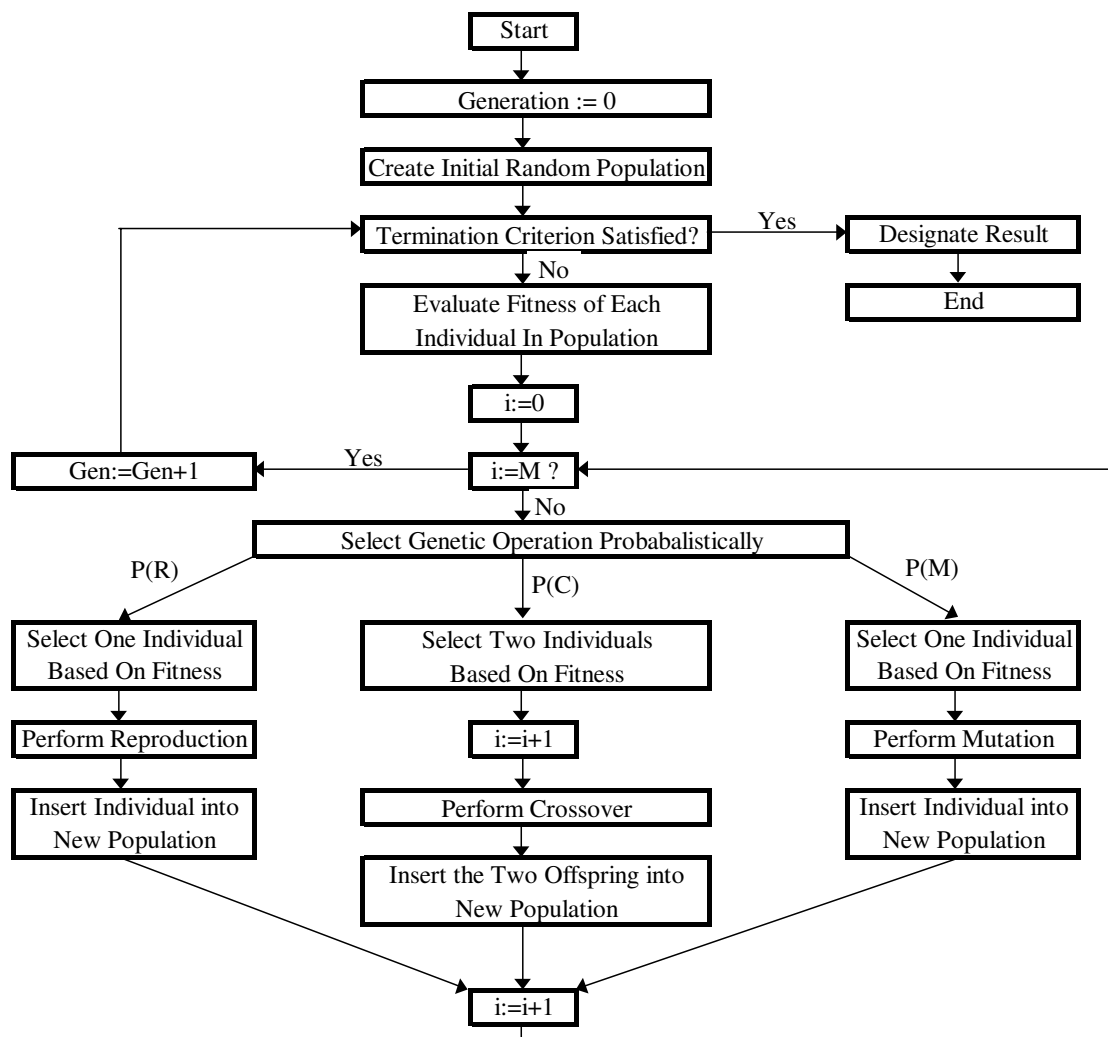 Start
Generation := 0
Create Initial Random Population
Termination Criterion Satisfied?
Yes
Designate Result
No
End
Evaluate Fitness of Each
Individual In Population
i:=0
Gen:=Gen+1
Yes
i:=M ?
No
Select Genetic Operation Probabalistically
P(R)
P(C)
P(M)
Select One Individual
Based On Fitness
Select Two Individuals
Based On Fitness
Select One Individual
Based On Fitness
Perform Reproduction
i:=i+1
Perform Mutation
Insert Individual into
New Population
Perform Crossover
Insert Individual into
New Population
Insert the Two Offspring into
New Population
i:=i+1